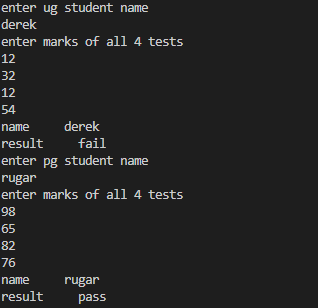 enter ug student name
derek
enter marks of all 4 tests
12
32
12
54
name     derek
result     fail
enter pg student name
rugar
enter marks of all 4 tests
98
65
82
76
name     rugar
result     pass